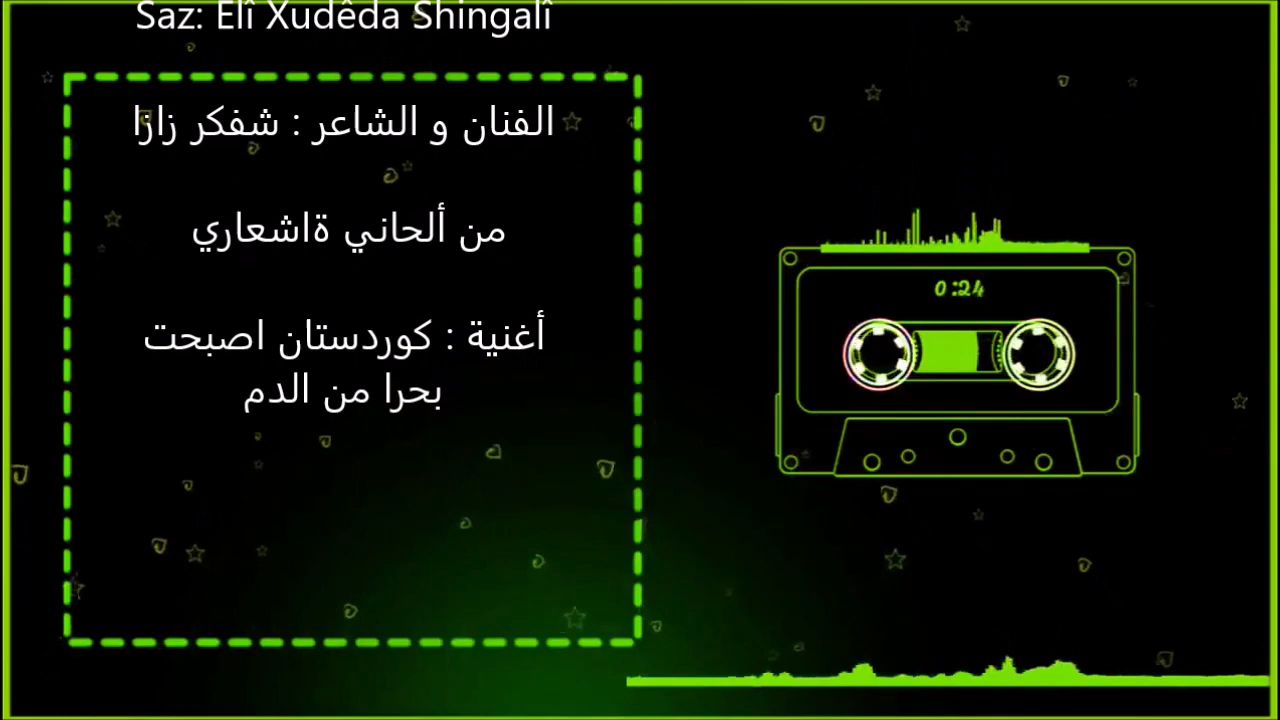 Saz: Elî Xudêda Shingalî
الفنان و الشاعر : شفكر زازا
من ألحاني ةاشعاري
أغنية : كوردستان اصبحت
بحرا من الدم
0:24